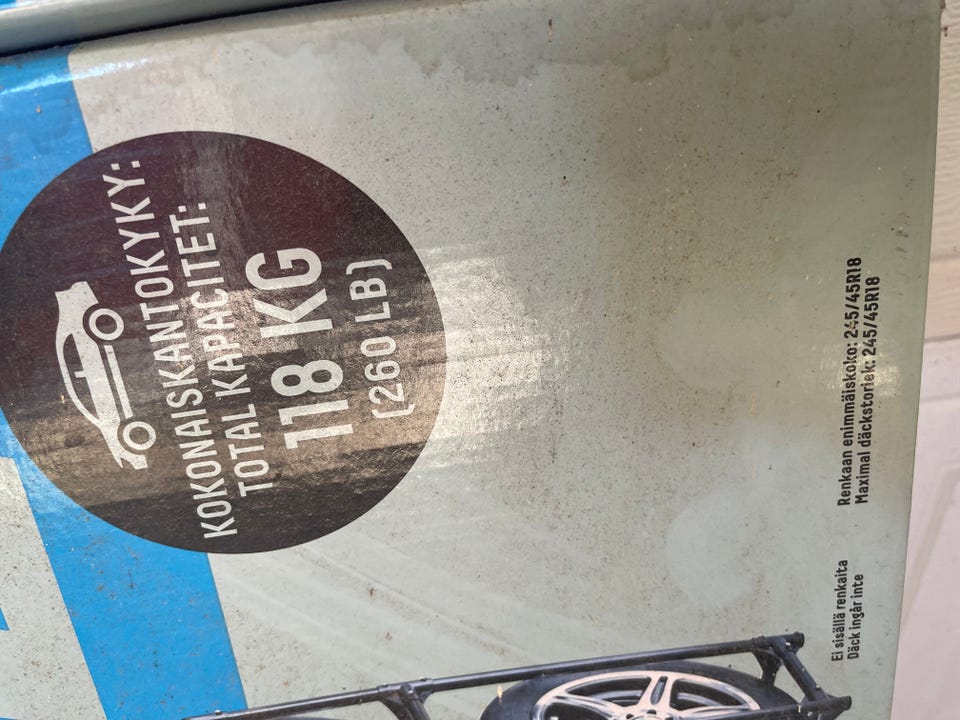 KOKONAISKANTOKYKY:
TOTAL KAPACITET:
118 KG
(260 LB)
Ei sisällä renkaita
Däck ingår inte
Renkaan enimmäiskoko: 245/45R18
Maximal däckstoriek: 245/45R18